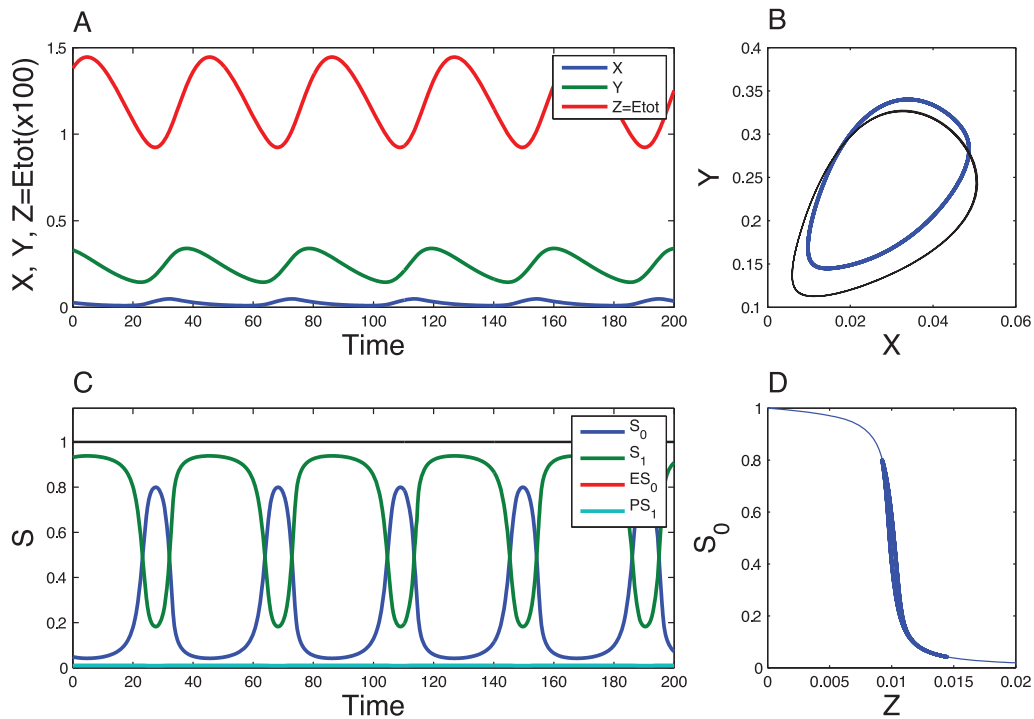 A
X, Y, Z=Etot(x100)
1.5
1
0.5
0
X
Y
Z=Etot
0 20 40 60 80 100 120 140 160 180 200
Time
B
Y
0.4
0.35
0.3
0.25
0.2
0.15
0.1
0 0.02 0.04 0.06
X
C
S
1
0.8
0.6
0.4
0.2
0
S₀
S₁
ES₀
PS₁
0 20 40 60 80 100 120 140 160 180 200
Time
D
S₀
1
0.8
0.6
0.4
0.2
0
0 0.005 0.01 0.015 0.02
Z